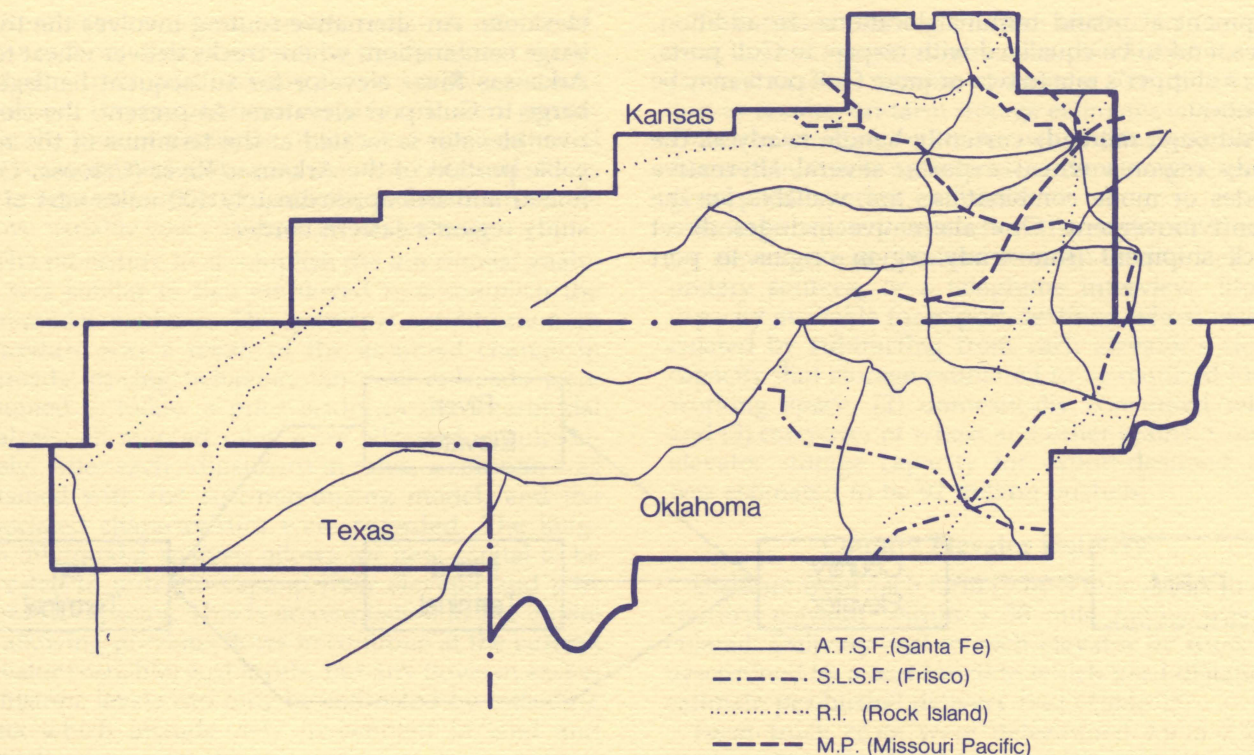 Kansas
Texas
Oklahoma
A.T.S.F.(Santa Fe)
S.L.S.F. (Frisco)
R.I. (Rock Island)
M.P. (Missouri Pacific)